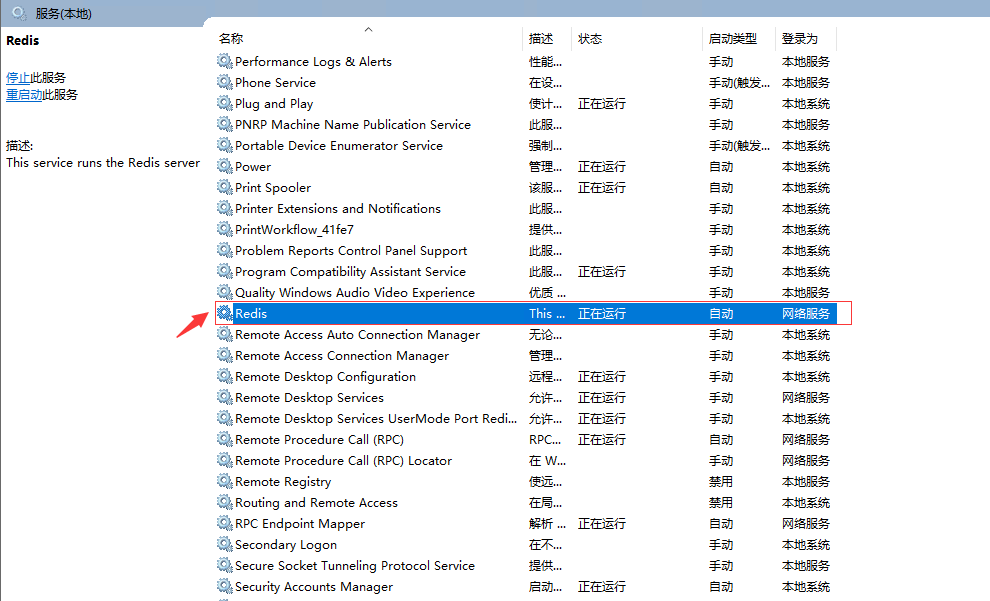 服务(本地)
Redis
停止此服务
重启动此服务
描述:
This service runs the Redis server
名称 描述 状态 启动类型 登录为
Performance Logs & Alerts 性能... 手动 本地服务
Phone Service 在设... 手动(触发... 本地服务
Plug and Play 使计... 正在运行 手动 本地系统
PNRP Machine Name Publication Service 此服... 手动 本地服务
Portable Device Enumerator Service 强制... 手动(触发... 本地系统
Power 管理... 正在运行 自动 本地系统
Print Spooler 该服... 正在运行 自动 本地系统
Printer Extensions and Notifications 此服... 手动 本地系统
PrintWorkflow_41fe7 提供... 手动 本地系统
Problem Reports Control Panel Support 此服... 手动 本地系统
Program Compatibility Assistant Service 此服... 正在运行 手动 本地系统
Quality Windows Audio Video Experience 优质 ... 手动 本地服务
Redis This ... 正在运行 自动 网络服务
Remote Access Auto Connection Manager 无论... 手动 本地系统
Remote Access Connection Manager 管理... 手动 本地系统
Remote Desktop Configuration 远程... 正在运行 手动 本地系统
Remote Desktop Services 允许... 正在运行 手动 网络服务
Remote Desktop Services UserMode Port Redi... 允许... 正在运行 手动 本地系统
Remote Procedure Call (RPC) RPC... 正在运行 自动 网络服务
Remote Procedure Call (RPC) Locator 在 W... 手动 网络服务
Remote Registry 使远... 禁用 本地服务
Routing and Remote Access 在局... 禁用 本地系统
RPC Endpoint Mapper 解析 ... 正在运行 自动 网络服务
Secondary Logon 在不... 手动 本地系统
Secure Socket Tunneling Protocol Service 提供... 手动 本地服务
Security Accounts Manager 启动... 正在运行 自动 本地系统